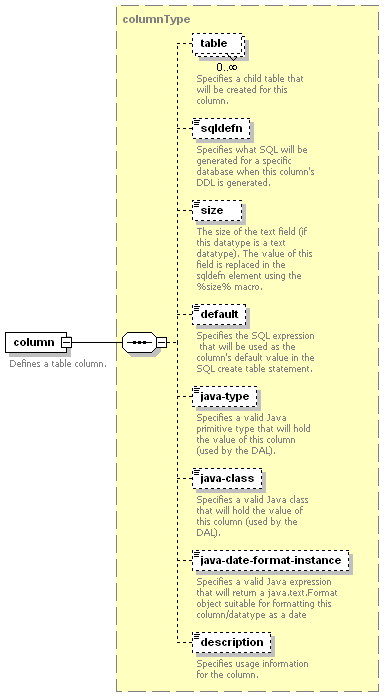 columnType
table
0..∞
Specifies a child table that
will be created for this
column.
sqldefn
Specifies what SQL will be
generated for a specific
database when this column's
DDL is generated.
size
The size of the text field (if
this datatype is a text
datatype). The value of this
field is replaced in the
sqldefn element using the
%size% macro.
default
Specifies the SQL expression
that will be used as the
column's default value in the
SQL create table statement.
column
Defines a table column.
java-type
Specifies a valid Java
primitive type that will hold
the value of this column
(used by the DAL).
java-class
Specifies a valid Java class
that will hold the value of
this column (used by the
DAL).
java-date-format-instance
Specifies a valid Java expression
that will return a java.text.Format
object suitable for formatting this
column/datatype as a date
description
Specifies usage information
for the column.